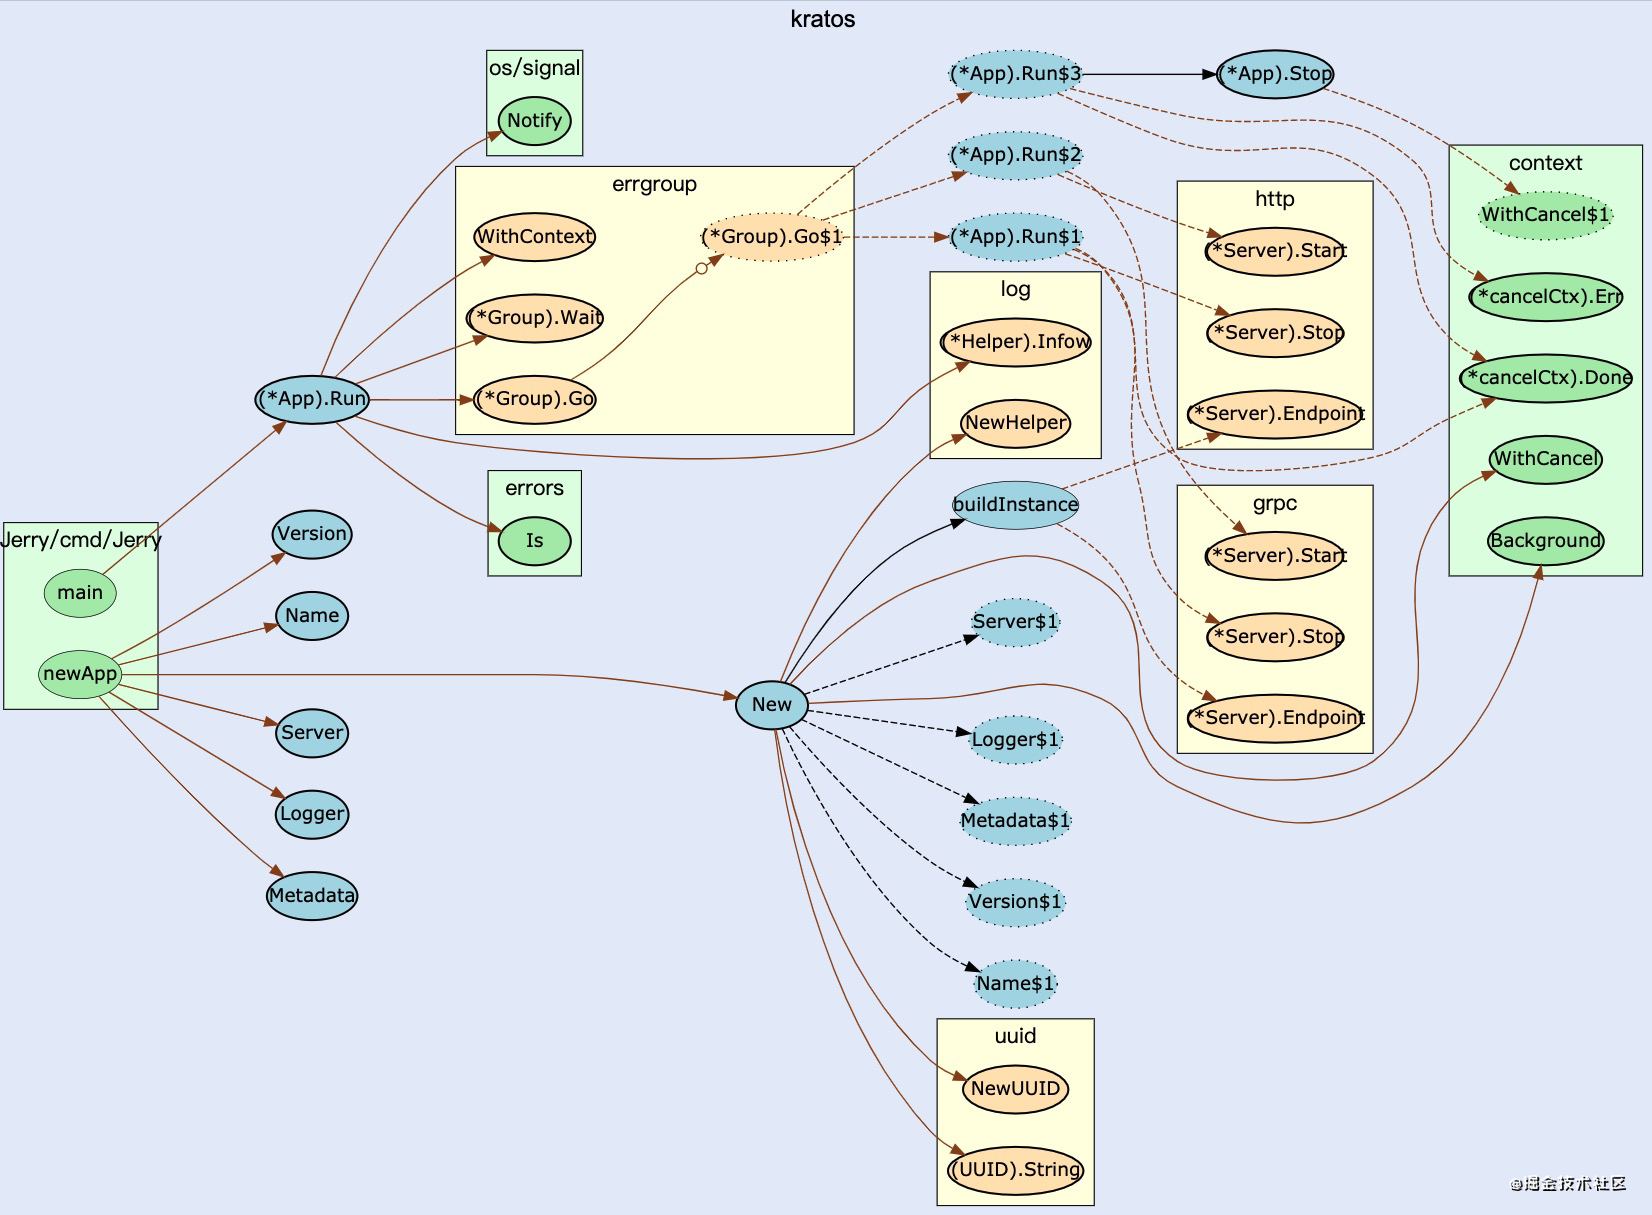 kratos
os/signal
Notify
errgroup
WithContext
(*Group).Go$1
(*Group).Wait
(*Group).Go
(*App).Run$3
(*App).Stop
(*App).Run$2
(*App).Run$1
http
(*Server).Start
(*Server).Stop
(*Server).Endpoint
context
WithCancel$1
(*cancelCtx).Err
(*cancelCtx).Done
WithCancel
Background
log
(*Helper).Infow
NewHelper
(*App).Run
errors
Is
Jerry/cmd/Jerry
main
newApp
Version
Name
Server
Logger
Metadata
New
buildInstance
grpc
(*Server).Start
(*Server).Stop
(*Server).Endpoint
Server$1
Logger$1
Metadata$1
Version$1
Name$1
uuid
NewUUID
(UUID).String
@掘金技术社区